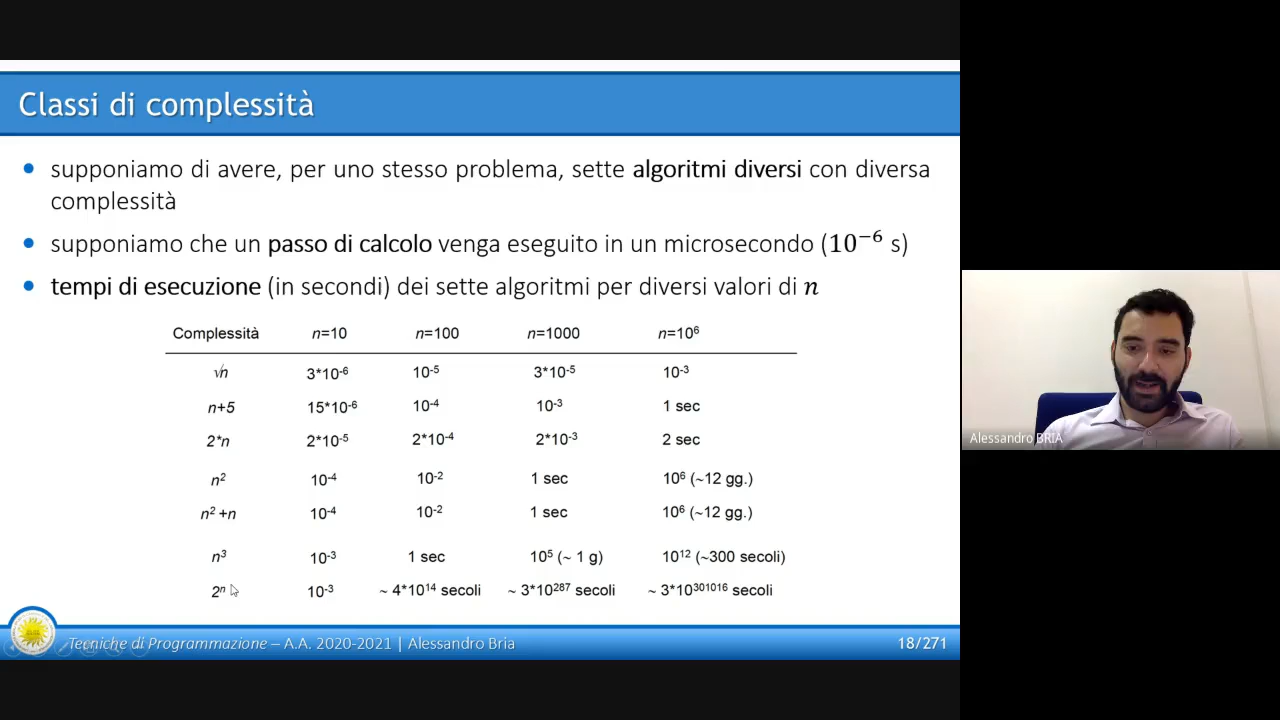 Classi di complessità
• supponiamo di avere, per uno stesso problema, sette algoritmi diversi con diversa
complessità
• supponiamo che un passo di calcolo venga eseguito in un microsecondo (10⁻⁶ s)
• tempi di esecuzione (in secondi) dei sette algoritmi per diversi valori di n
Complessità n=10 n=100 n=1000 n=10⁶
√n 3*10⁻⁶ 10⁻⁵ 3*10⁻⁵ 10⁻³
n+5 15*10⁻⁶ 10⁻⁴ 10⁻³ 1 sec
2*n 2*10⁻⁵ 2*10⁻⁴ 2*10⁻³ 2 sec
n² 10⁻⁴ 10⁻² 1 sec 10⁶ (~12 gg.)
n² +n 10⁻⁴ 10⁻² 1 sec 10⁶ (~12 gg.)
n³ 10⁻³ 1 sec 10⁵ (~ 1 g) 10¹² (~300 secoli)
2ⁿ 10⁻³ ~ 4*10¹⁴ secoli ~ 3*10²⁸⁷ secoli ~ 3*10³⁰¹⁰¹⁶ secoli
Tecniche di Programmazione – A.A. 2020-2021 | Alessandro Bria 18/271
Alessandro BRIA